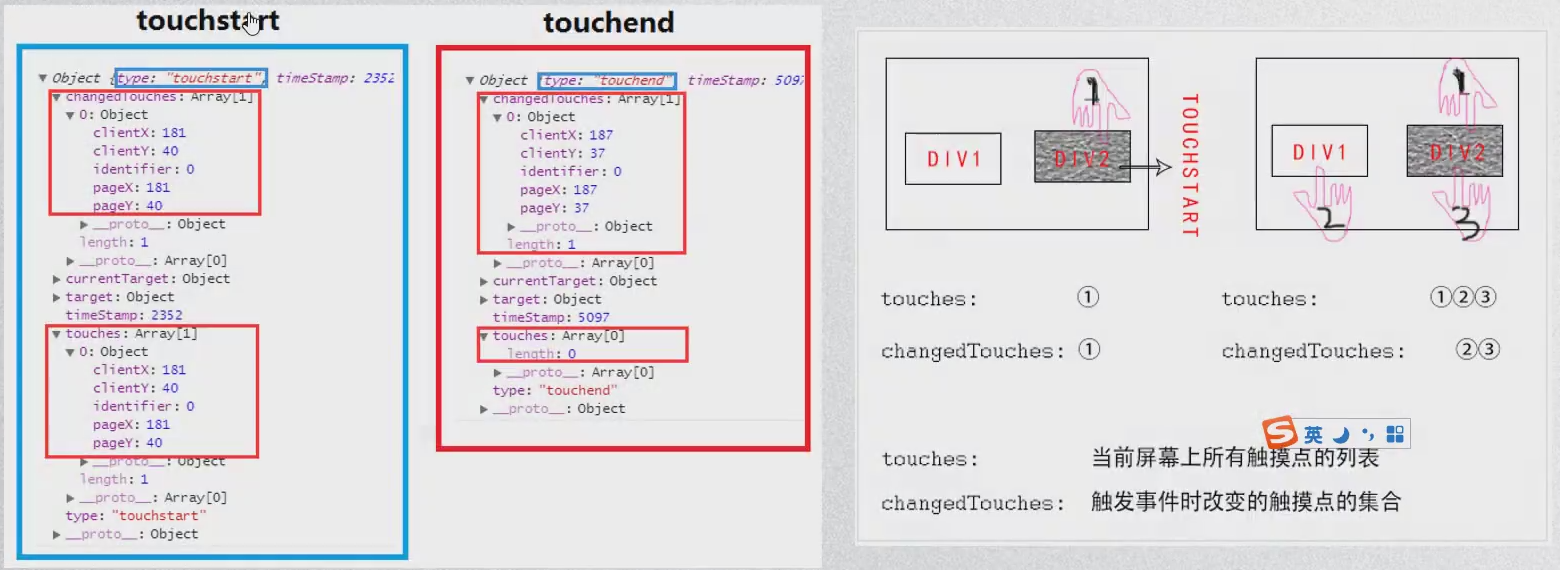 touchstart
Object {type: "touchstart", timeStamp: 2352
changedTouches: Array[1]
0: Object
clientX: 181
clientY: 40
identifier: 0
pageX: 181
pageY: 40
__proto__: Object
length: 1
__proto__: Array[0]
currentTarget: Object
target: Object
timeStamp: 2352
touches: Array[1]
0: Object
clientX: 181
clientY: 40
identifier: 0
pageX: 181
pageY: 40
__proto__: Object
length: 1
__proto__: Array[0]
type: "touchstart"
__proto__: Object
touchend
Object {type: "touchend", timeStamp: 5097
changedTouches: Array[1]
0: Object
clientX: 187
clientY: 37
identifier: 0
pageX: 187
pageY: 37
__proto__: Object
length: 1
__proto__: Array[0]
currentTarget: Object
target: Object
timeStamp: 5097
touches: Array[0]
length: 0
__proto__: Array[0]
type: "touchend"
__proto__: Object
1
DIV1 DIV2
TOUCHSTART
1
DIV1 DIV2
2 3
touches: ① touches: ①②③
changedTouches: ① changedTouches: ②③
S英
touches: 当前屏幕上所有触摸点的列表
changedTouches: 触发事件时改变的触摸点的集合